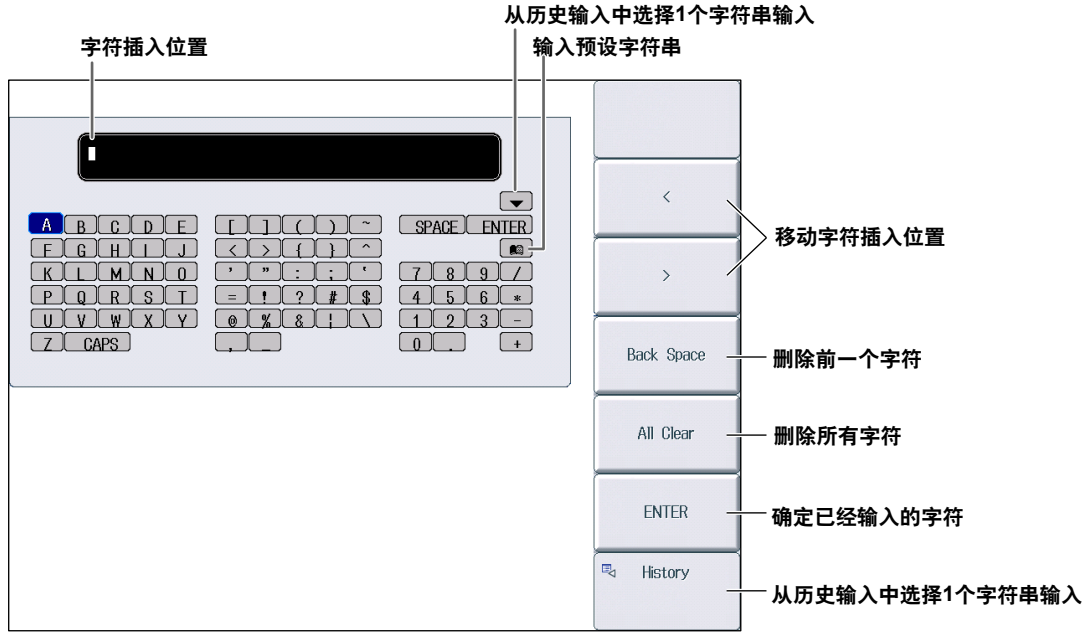 从历史输入中选择1个字符串输入
字符插入位置
输入预设字符串
<
移动字符插入位置
A B C D E [ ] ( ) ~ SPACE ENTER
F G H I J < > { } ^
>
K L M N O ' " : ; ‘ 7 8 9 /
P Q R S T = ! ? # $ 4 5 6 *
U V W X Y @ % & ¦ \ 1 2 3 -
Z CAPS , _ 0 . +
Back Space
删除前一个字符
All Clear
删除所有字符
ENTER
确定已经输入的字符
History
从历史输入中选择1个字符串输入